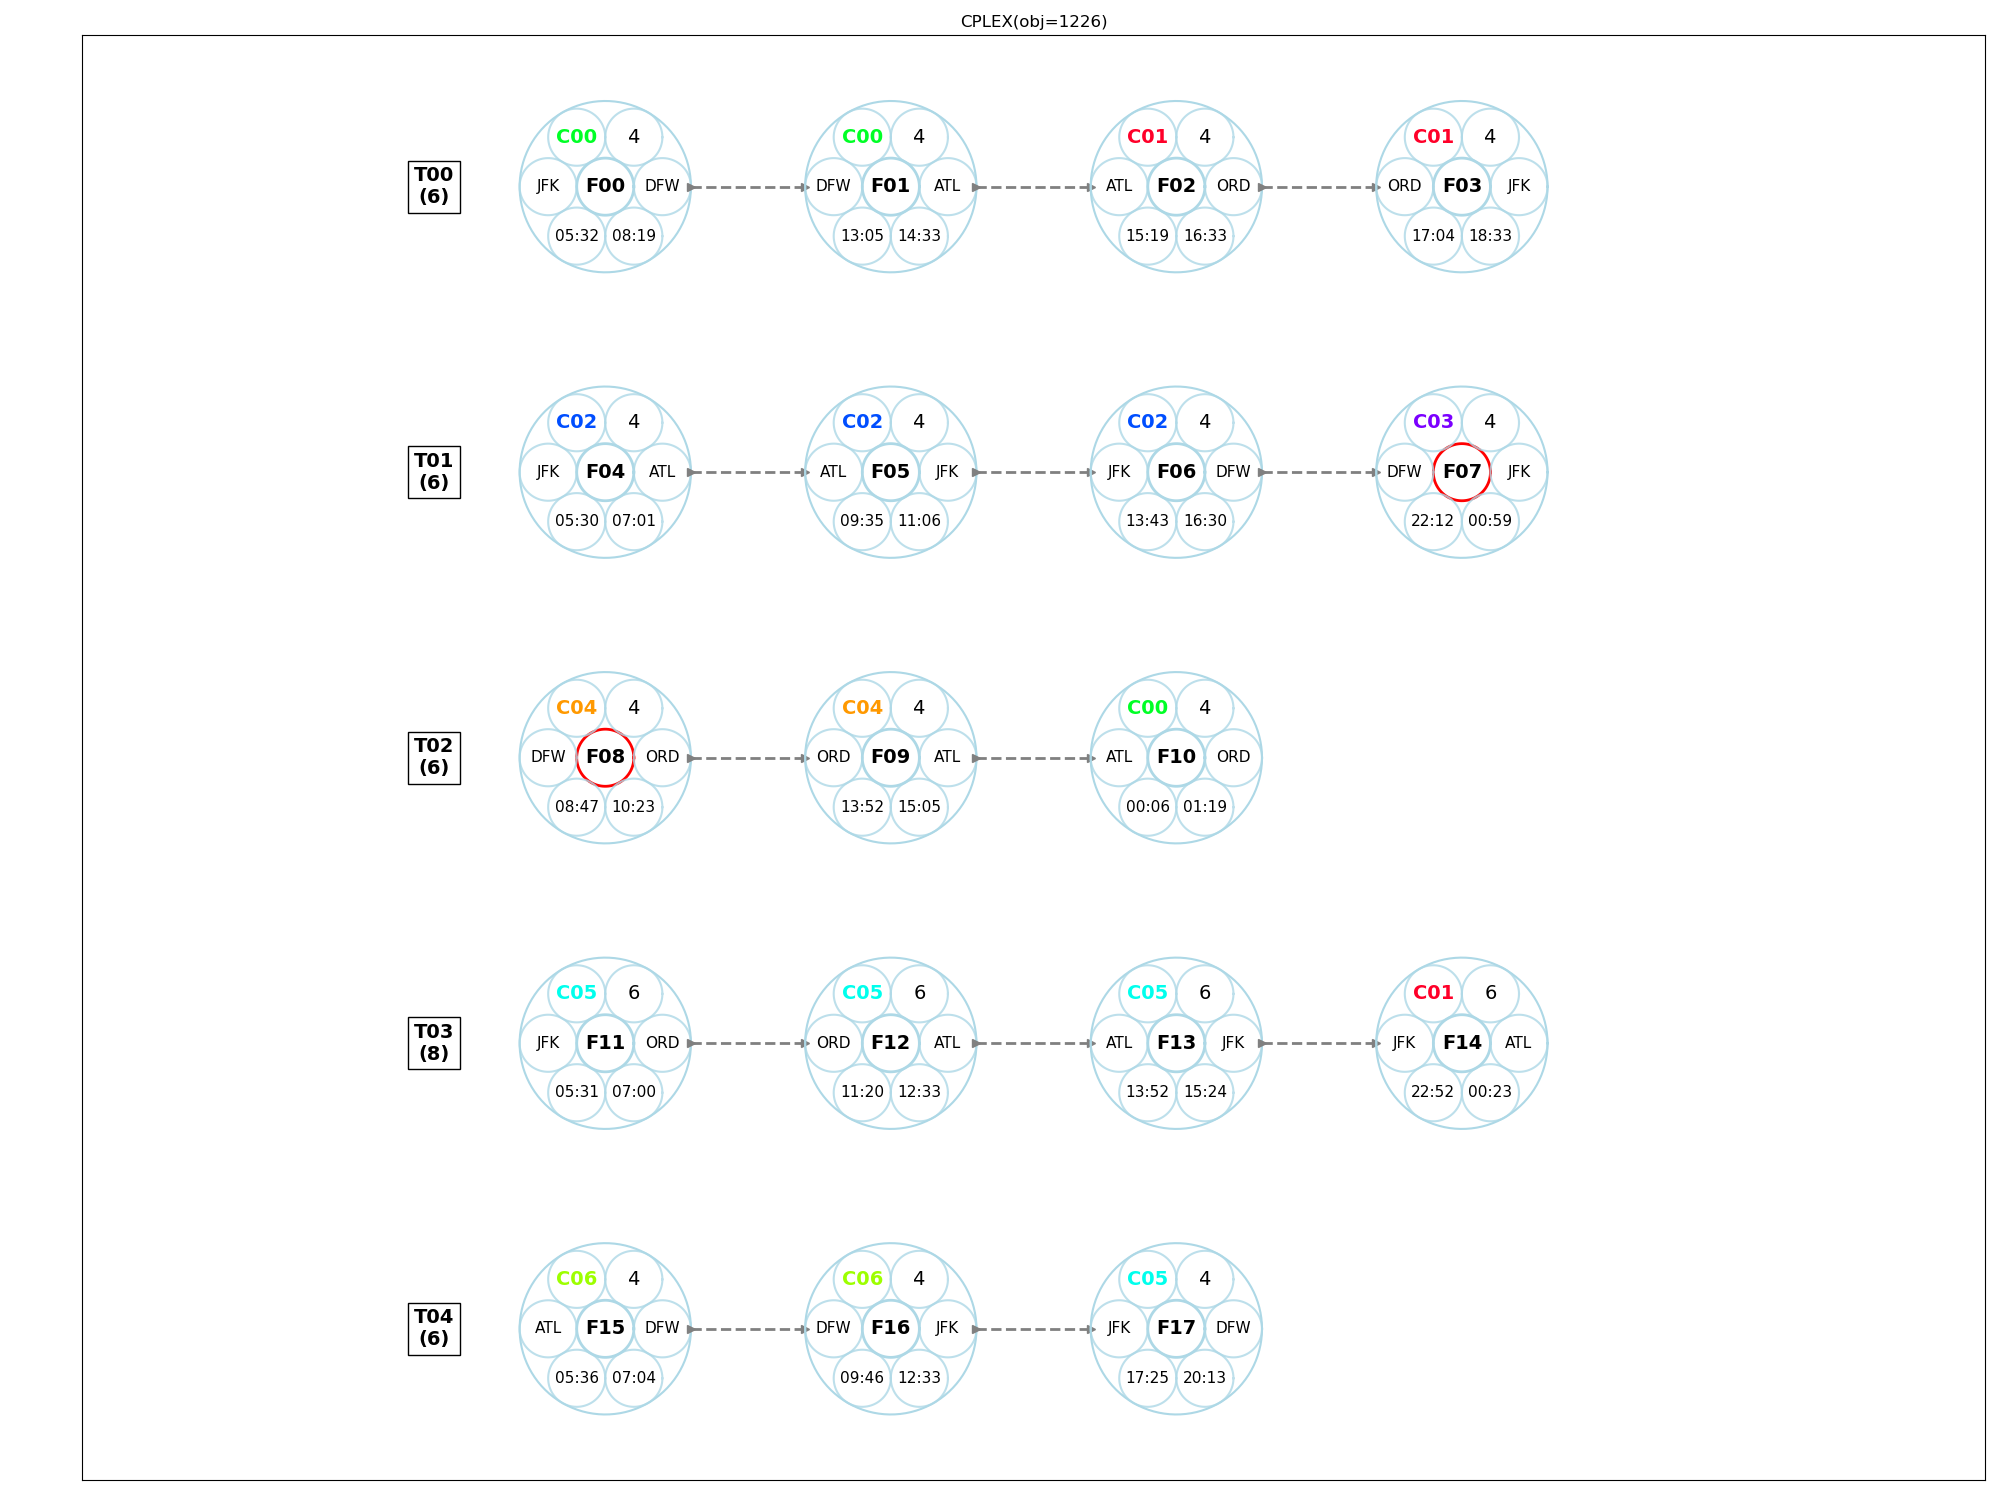 CPLEX(obj=1226)
T00
(6)
C00 4
JFK F00 DFW
05:32 08:19
C00 4
DFW F01 ATL
13:05 14:33
C01 4
ATL F02 ORD
15:19 16:33
C01 4
ORD F03 JFK
17:04 18:33
T01
(6)
C02 4
JFK F04 ATL
05:30 07:01
C02 4
ATL F05 JFK
09:35 11:06
C02 4
JFK F06 DFW
13:43 16:30
C03 4
DFW F07 JFK
22:12 00:59
T02
(6)
C04 4
DFW F08 ORD
08:47 10:23
C04 4
ORD F09 ATL
13:52 15:05
C00 4
ATL F10 ORD
00:06 01:19
T03
(8)
C05 6
JFK F11 ORD
05:31 07:00
C05 6
ORD F12 ATL
11:20 12:33
C05 6
ATL F13 JFK
13:52 15:24
C01 6
JFK F14 ATL
22:52 00:23
T04
(6)
C06 4
ATL F15 DFW
05:36 07:04
C06 4
DFW F16 JFK
09:46 12:33
C05 4
JFK F17 DFW
17:25 20:13